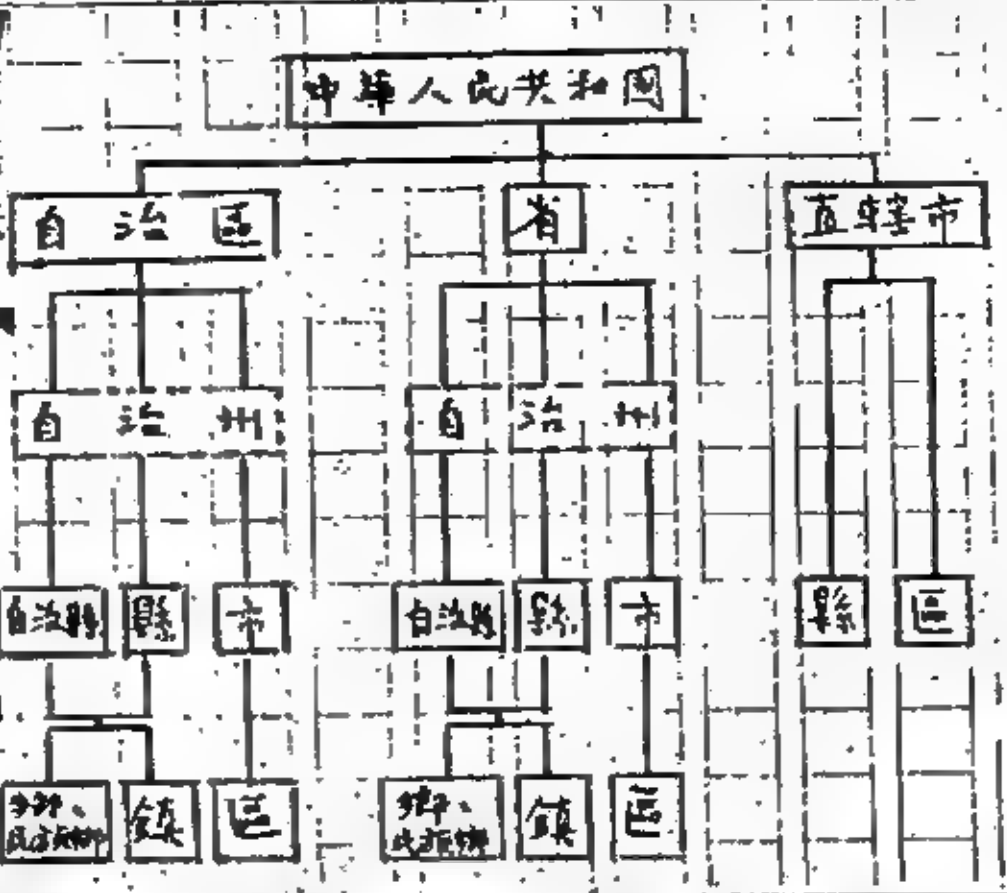 中華人民共和国
自治區 省 直辖市
自治州 自治州
自治縣 縣 市 自治縣 縣 市 縣 區
鄉、 鎮 區 鄉、 鎮 區
民族鄉 民族鄉